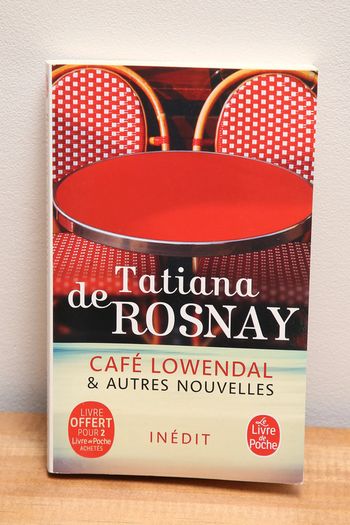 Tatiana
de ROSNAY
CAFÉ LOWENDAL
& AUTRES NOUVELLES
LIVRE
OFFERT
POUR 2
Livre de Poche
ACHETÉS
INÉDIT
Le
Livre
de
Poche